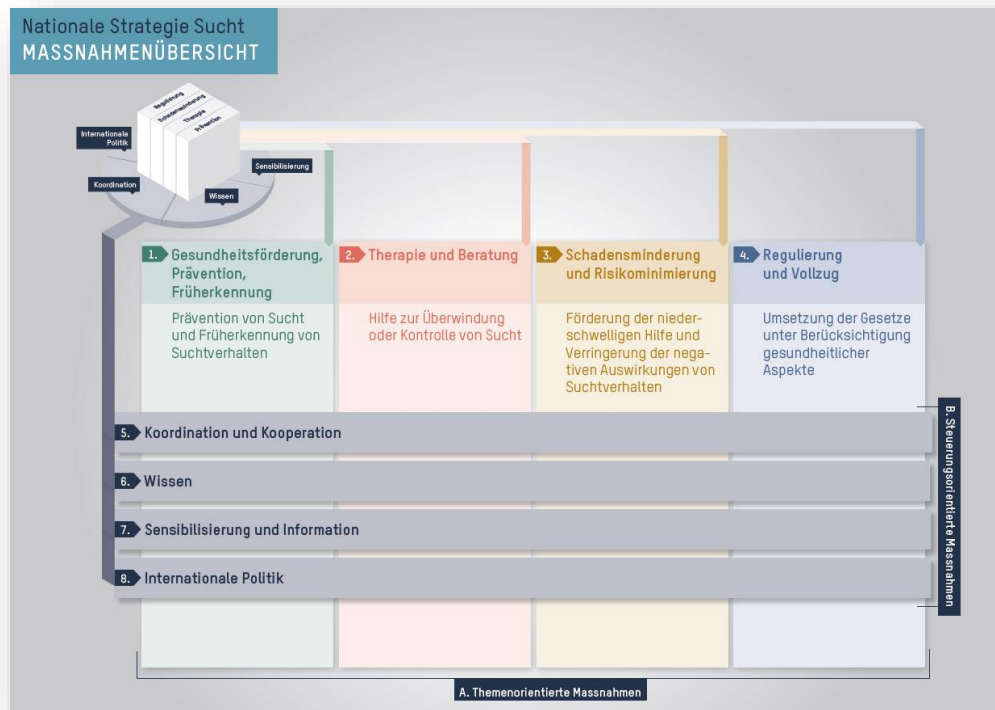 Nationale Strategie Sucht
MASSNAHMENÜBERSICHT
Regulierung
Schadensminderung
Therapie
Prävention
Internationale
Politik
Koordination
Wissen
Sensibilisierung
1. Gesundheitsförderung,
Prävention,
Früherkennung
Prävention von Sucht
und Früherkennung von
Suchtverhalten
2. Therapie und Beratung
Hilfe zur Überwindung
oder Kontrolle von Sucht
3. Schadensminderung
und Risikominimierung
Förderung der nieder-
schwelligen Hilfe und
Verringerung der nega-
tiven Auswirkungen von
Suchtverhalten
4. Regulierung
und Vollzug
Umsetzung der Gesetze
unter Berücksichtigung
gesundheitlicher
Aspekte
5. Koordination und Kooperation
6. Wissen
7. Sensibilisierung und Information
8. Internationale Politik
B. Steuerungsorientierte Massnahmen
A. Themenorientierte Massnahmen